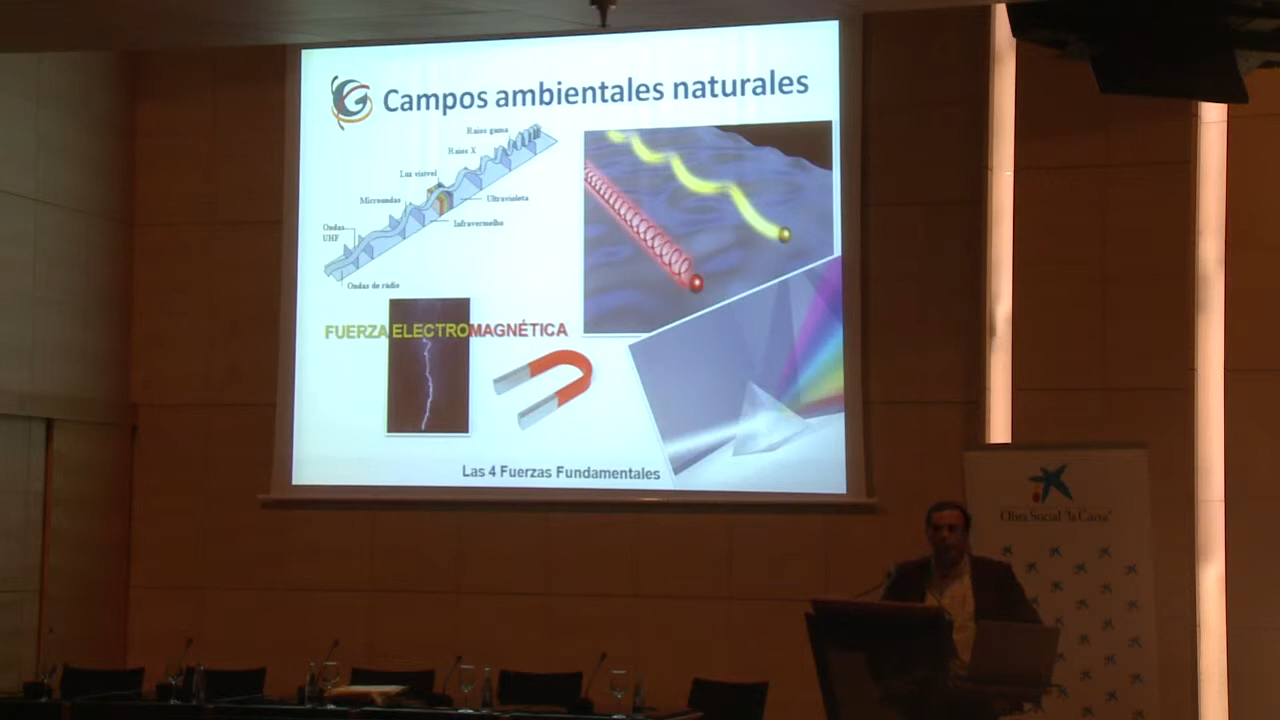 Campos ambientales naturales
Raios gama
Raios X
Luz visível
Microondas
Ultravioleta
Ondas
UHF
Infravermelho
Ondas de rádio
FUERZA ELECTROMAGNÉTICA
Las 4 Fuerzas Fundamentales
Obra Social "la Caixa"